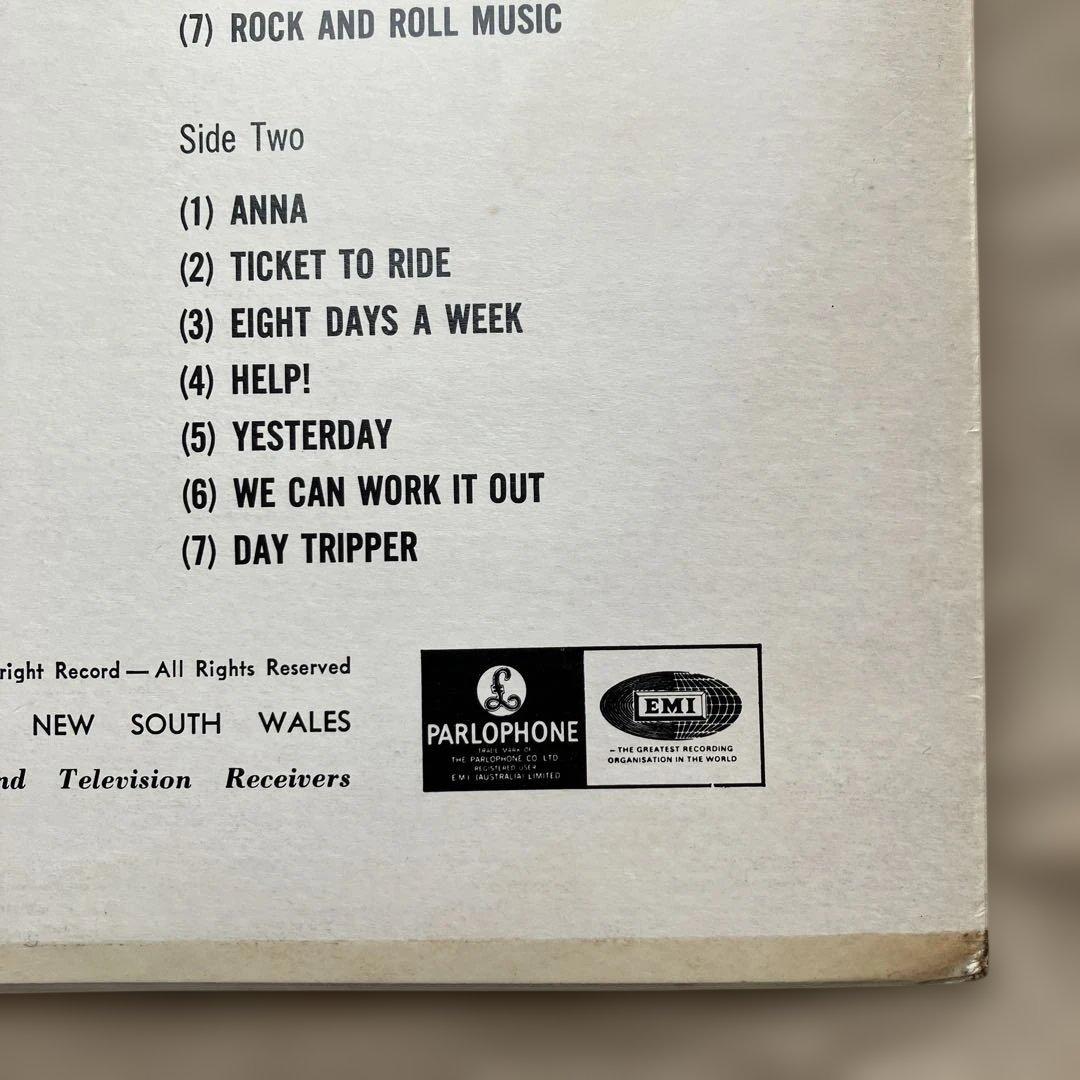 (7) ROCK AND ROLL MUSIC
Side Two
(1) ANNA
(2) TICKET TO RIDE
(3) EIGHT DAYS A WEEK
(4) HELP!
(5) YESTERDAY
(6) WE CAN WORK IT OUT
(7) DAY TRIPPER
right Record — All Rights Reserved
NEW SOUTH WALES
nd Television Receivers
£
PARLOPHONE
TRADE MARK OF
THE PARLOPHONE CO LTD
REGISTERED USER
E M I (AUSTRALIA) LIMITED
EMI
– THE GREATEST RECORDING
ORGANISATION IN THE WORLD